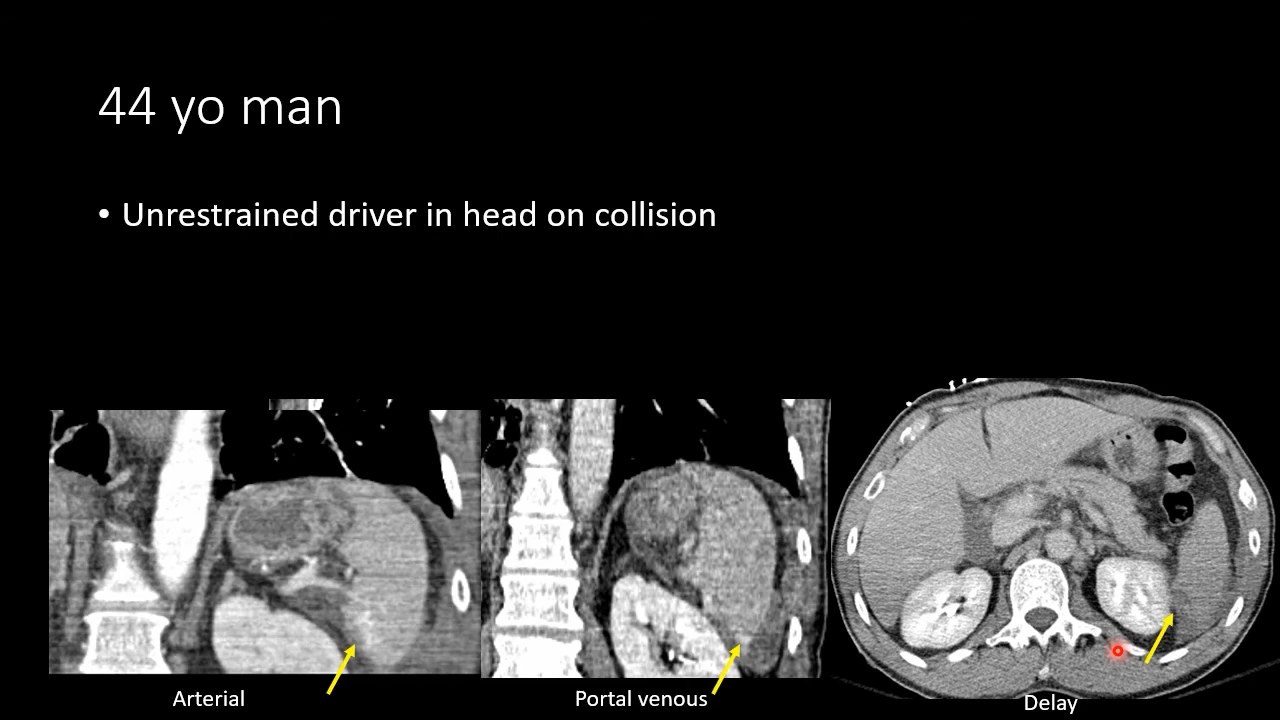 44 yo man
• Unrestrained driver in head on collision
Arterial
Portal venous
Delay